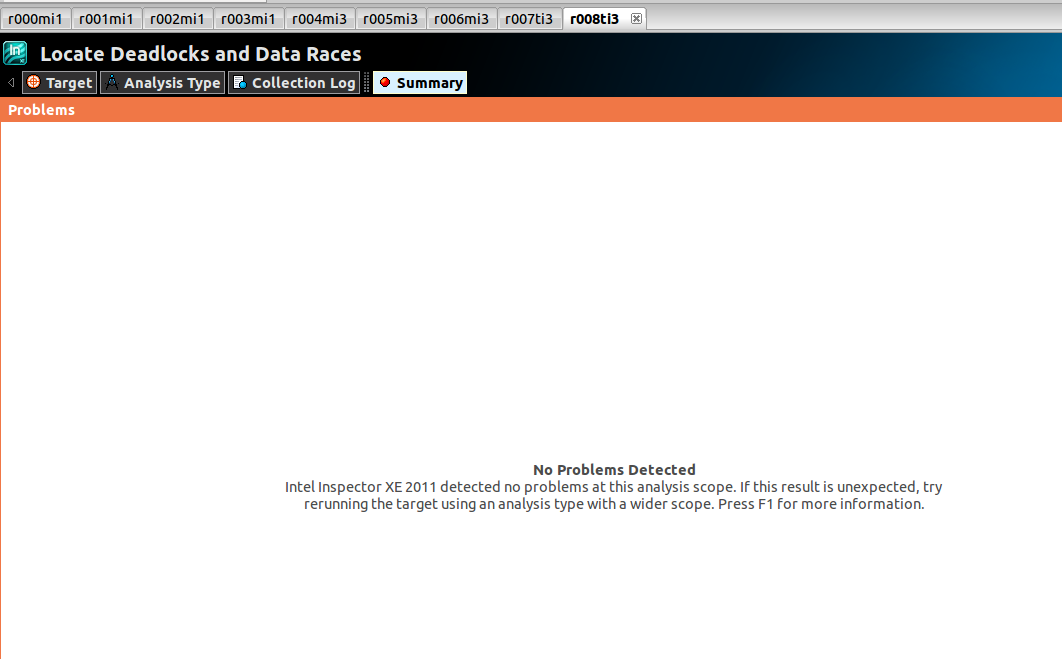 r000mi1 r001mi1 r002mi1 r003mi1 r004mi3 r005mi3 r006mi3 r007ti3 r008ti3
In Locate Deadlocks and Data Races
Target Analysis Type Collection Log Summary
Problems
No Problems Detected
Intel Inspector XE 2011 detected no problems at this analysis scope. If this result is unexpected, try
rerunning the target using an analysis type with a wider scope. Press F1 for more information.